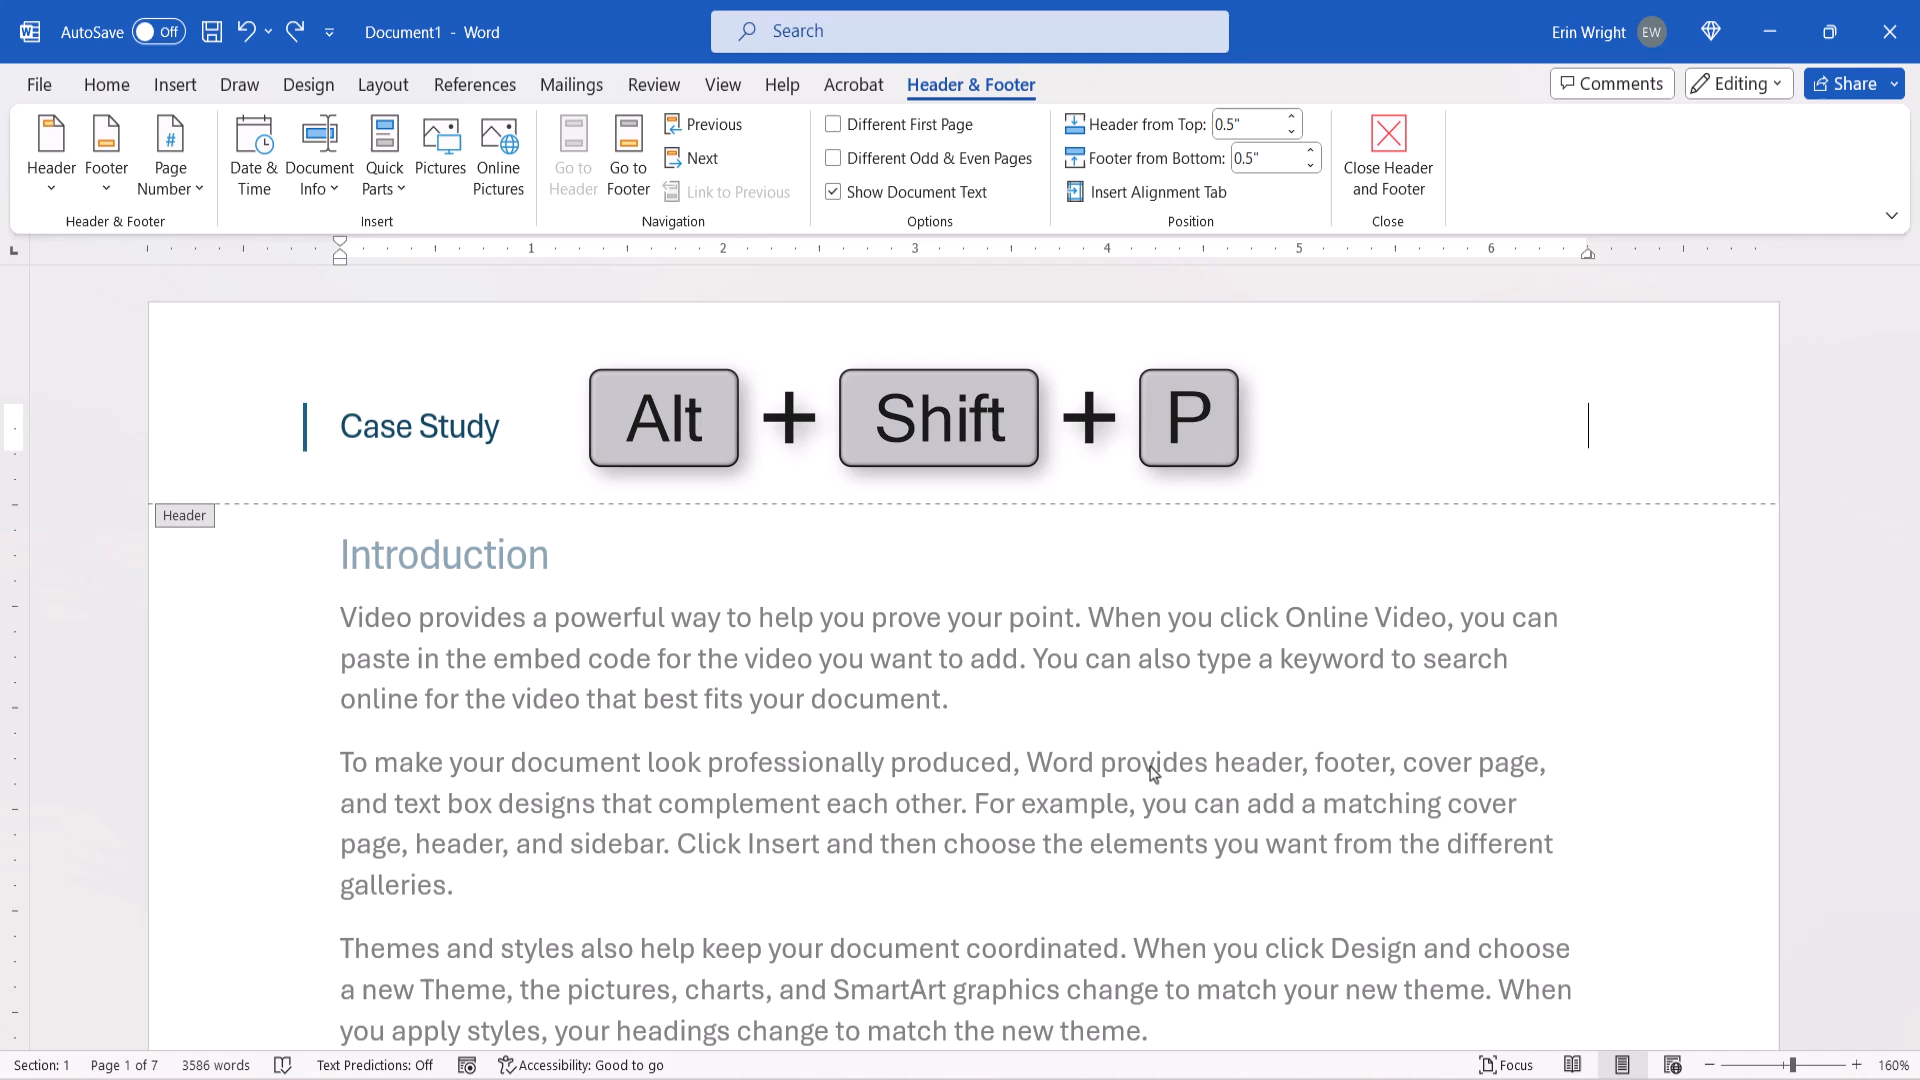 AutoSave Off Document1 - Word Search Erin Wright EW
File Home Insert Draw Design Layout References Mailings Review View Help Acrobat Header & Footer Comments Editing Share
Header
Footer
Page Number
#
Header & Footer
Date & Time
Document Info
Quick Parts
Pictures
Online Pictures
Insert
Go to Header
Go to Footer
Previous
Next
Link to Previous
Navigation
Different First Page
Different Odd & Even Pages
Show Document Text
Options
Header from Top: 0.5"
Footer from Bottom: 0.5"
Insert Alignment Tab
Position
Close Header and Footer
Close
1 2 3 4 5 6
Case Study Alt + Shift + P
Header
Introduction
Video provides a powerful way to help you prove your point. When you click Online Video, you can
paste in the embed code for the video you want to add. You can also type a keyword to search
online for the video that best fits your document.
To make your document look professionally produced, Word provides header, footer, cover page,
and text box designs that complement each other. For example, you can add a matching cover
page, header, and sidebar. Click Insert and then choose the elements you want from the different
galleries.
Themes and styles also help keep your document coordinated. When you click Design and choose
a new Theme, the pictures, charts, and SmartArt graphics change to match your new theme. When
you apply styles, your headings change to match the new theme.
Section: 1 Page 1 of 7 3586 words Text Predictions: Off Accessibility: Good to go Focus 160%